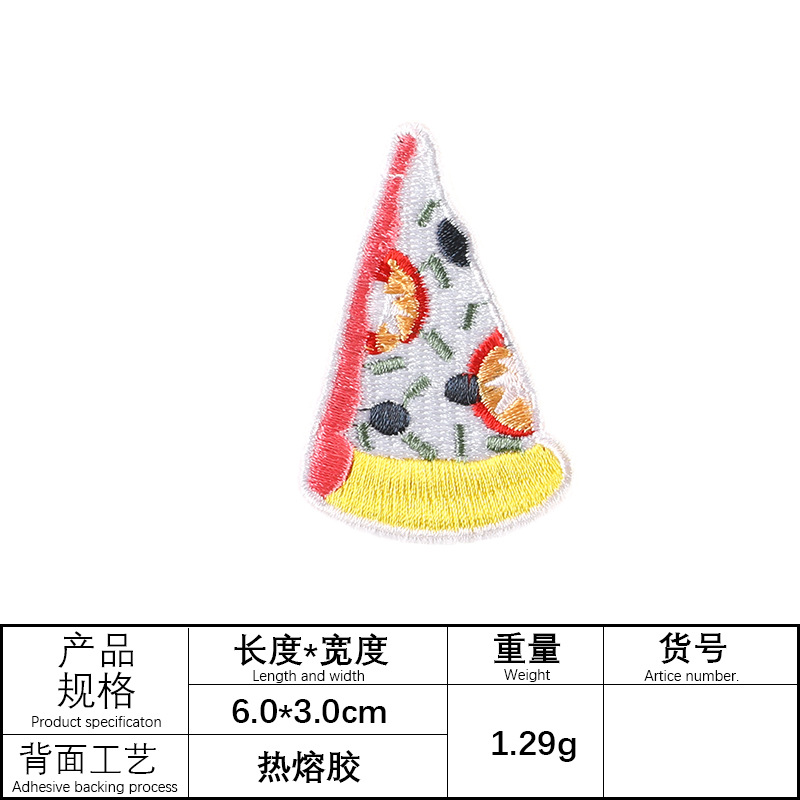 产品
规格
Product specificaton
长度*宽度
Length and width
重量
Weight
货号
Artice number.
6.0*3.0cm
1.29g
背面工艺
Adhesive backing process
热熔胶